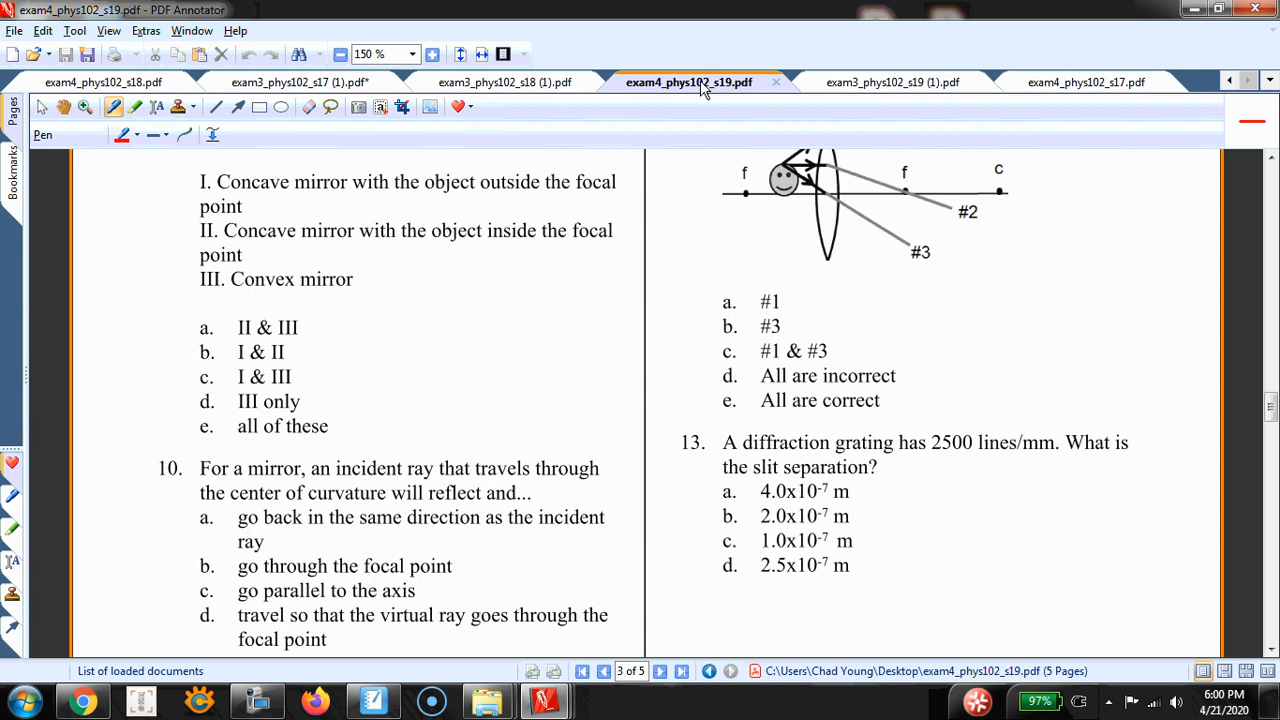 exam4_phys102_s19.pdf - PDF Annotator
File Edit Tool View Extras Window Help
150 %
exam4_phys102_s18.pdf exam3_phys102_s17 (1).pdf* exam3_phys102_s18 (1).pdf exam4_phys102_s19.pdf exam3_phys102_s19 (1).pdf exam4_phys102_s17.pdf
Pen
Pages
Bookmarks
I. Concave mirror with the object outside the focal
point
II. Concave mirror with the object inside the focal
point
III. Convex mirror
a. II & III
b. I & II
c. I & III
d. III only
e. all of these
10. For a mirror, an incident ray that travels through
the center of curvature will reflect and...
a. go back in the same direction as the incident
ray
b. go through the focal point
c. go parallel to the axis
d. travel so that the virtual ray goes through the
focal point
f f c
#2
#3
a. #1
b. #3
c. #1 & #3
d. All are incorrect
e. All are correct
13. A diffraction grating has 2500 lines/mm. What is
the slit separation?
a. 4.0x10⁻⁷ m
b. 2.0x10⁻⁷ m
c. 1.0x10⁻⁷ m
d. 2.5x10⁻⁷ m
List of loaded documents 3 of 5 C:\Users\Chad Young\Desktop\exam4_phys102_s19.pdf (5 Pages)
97% 6:00 PM
4/21/2020